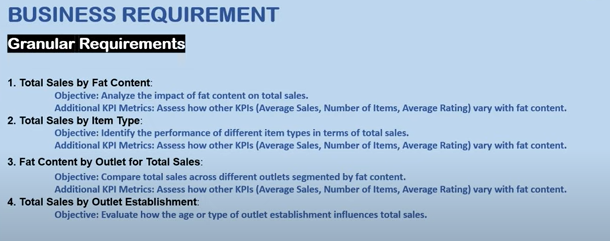 BUSINESS REQUIREMENT
Granular Requirements
1. Total Sales by Fat Content:
Objective: Analyze the impact of fat content on total sales.
Additional KPI Metrics: Assess how other KPIs (Average Sales, Number of Items, Average Rating) vary with fat content.
2. Total Sales by Item Type:
Objective: Identify the performance of different item types in terms of total sales.
Additional KPI Metrics: Assess how other KPIs (Average Sales, Number of Items, Average Rating) vary with fat content.
3. Fat Content by Outlet for Total Sales:
Objective: Compare total sales across different outlets segmented by fat content.
Additional KPI Metrics: Assess how other KPIs (Average Sales, Number of Items, Average Rating) vary with fat content.
4. Total Sales by Outlet Establishment:
Objective: Evaluate how the age or type of outlet establishment influences total sales.